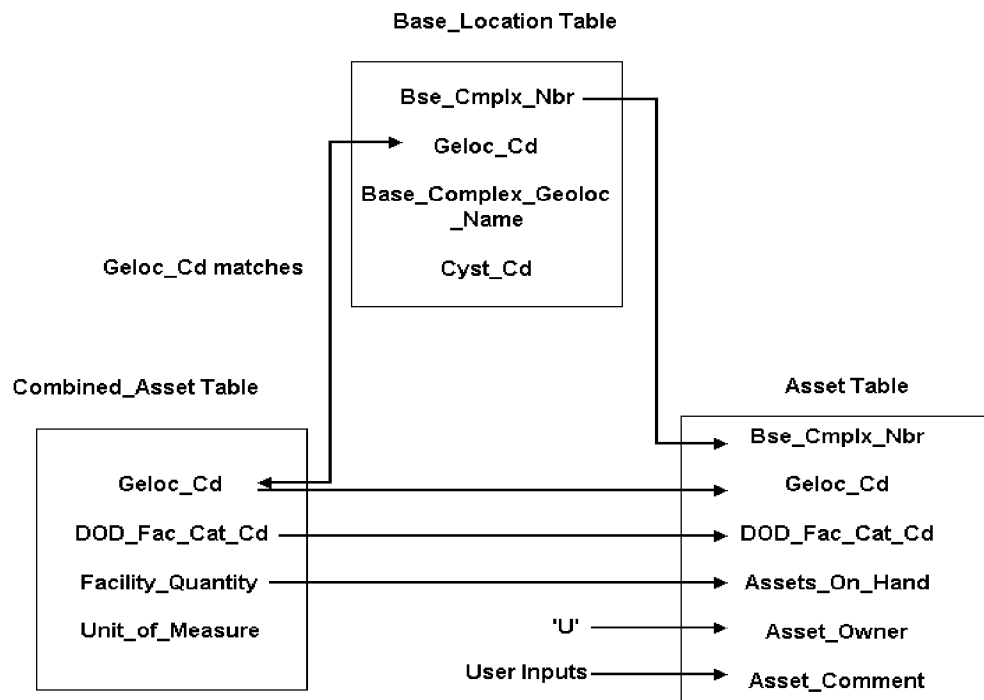 Base_Location Table
Bse_Cmplx_Nbr
Geloc_Cd
Base_Complex_Geoloc
_Name
Cyst_Cd
Geloc_Cd matches
Combined_Asset Table
Geloc_Cd
DOD_Fac_Cat_Cd
Facility_Quantity
Unit_of_Measure
'U'
User Inputs
Asset Table
Bse_Cmplx_Nbr
Geloc_Cd
DOD_Fac_Cat_Cd
Assets_On_Hand
Asset_Owner
Asset_Comment